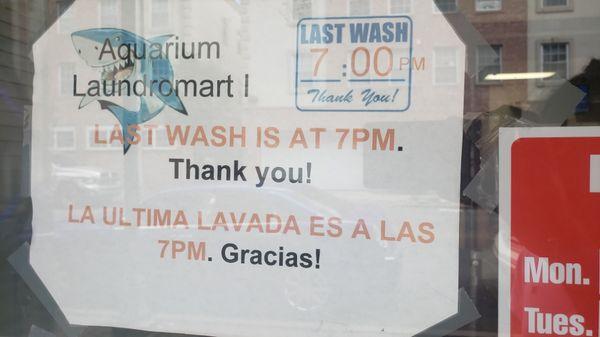 Aquarium
Laundromart I
LAST WASH
7:00 PM
Thank You!
LAST WASH IS AT 7PM.
Thank you!
LA ULTIMA LAVADA ES A LAS
7PM. Gracias!
Mon.
Tues.